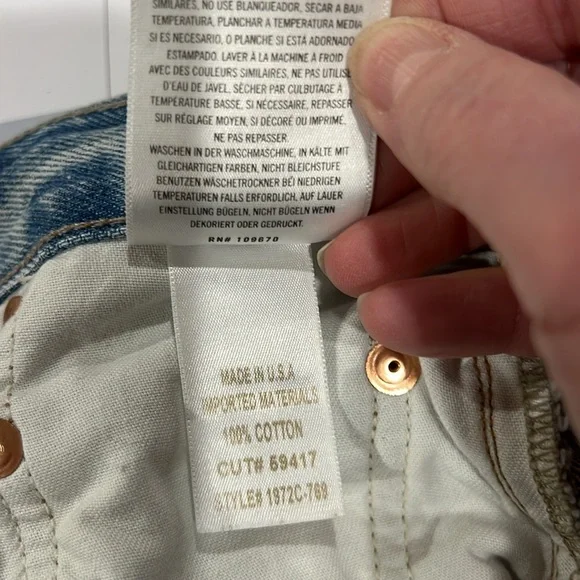 SIMILARES, NO USE BLANQUEADOR, SECAR A BAJA
TEMPERATURA, PLANCHAR A TEMPERATURA MEDIA
SI ES NECESARIO, O PLANCHE SI ESTÁ ADORNADO
ESTAMPADO. LAVER À LA MACHINE À FROID
AVEC DES COULEURS SIMILAIRES, NE PAS UTILISE
D'EAU DE JAVEL, SÉCHER PAR CULBUTAGE À
TEMPÉRATURE BASSE, SI NÉCESSAIRE, REPASSER
SUR RÉGLAGE MOYEN, SI DÉCORÉ OU IMPRIMÉ,
NE PAS REPASSER.
WASCHEN IN DER WASCHMASCHINE, IN KÄLTE MIT
GLEICHARTIGEN FARBEN, NICHT BLEICHSTUFE
BENUTZEN WÄSCHETROKNER BEI NIEDRIGEN
TEMPERATUREN FALLS ERFORDERLICH, AUF LAUER
EINSTELLUNG BÜGELN. NICHT BÜGELN WENN
DEKORIERT ODER GEDRUCKT.
RN# 109670
MADE IN U.S.A
IMPORTED MATERIALS
100% COTTON
CUT# 59417
STYLE# 1972C-769